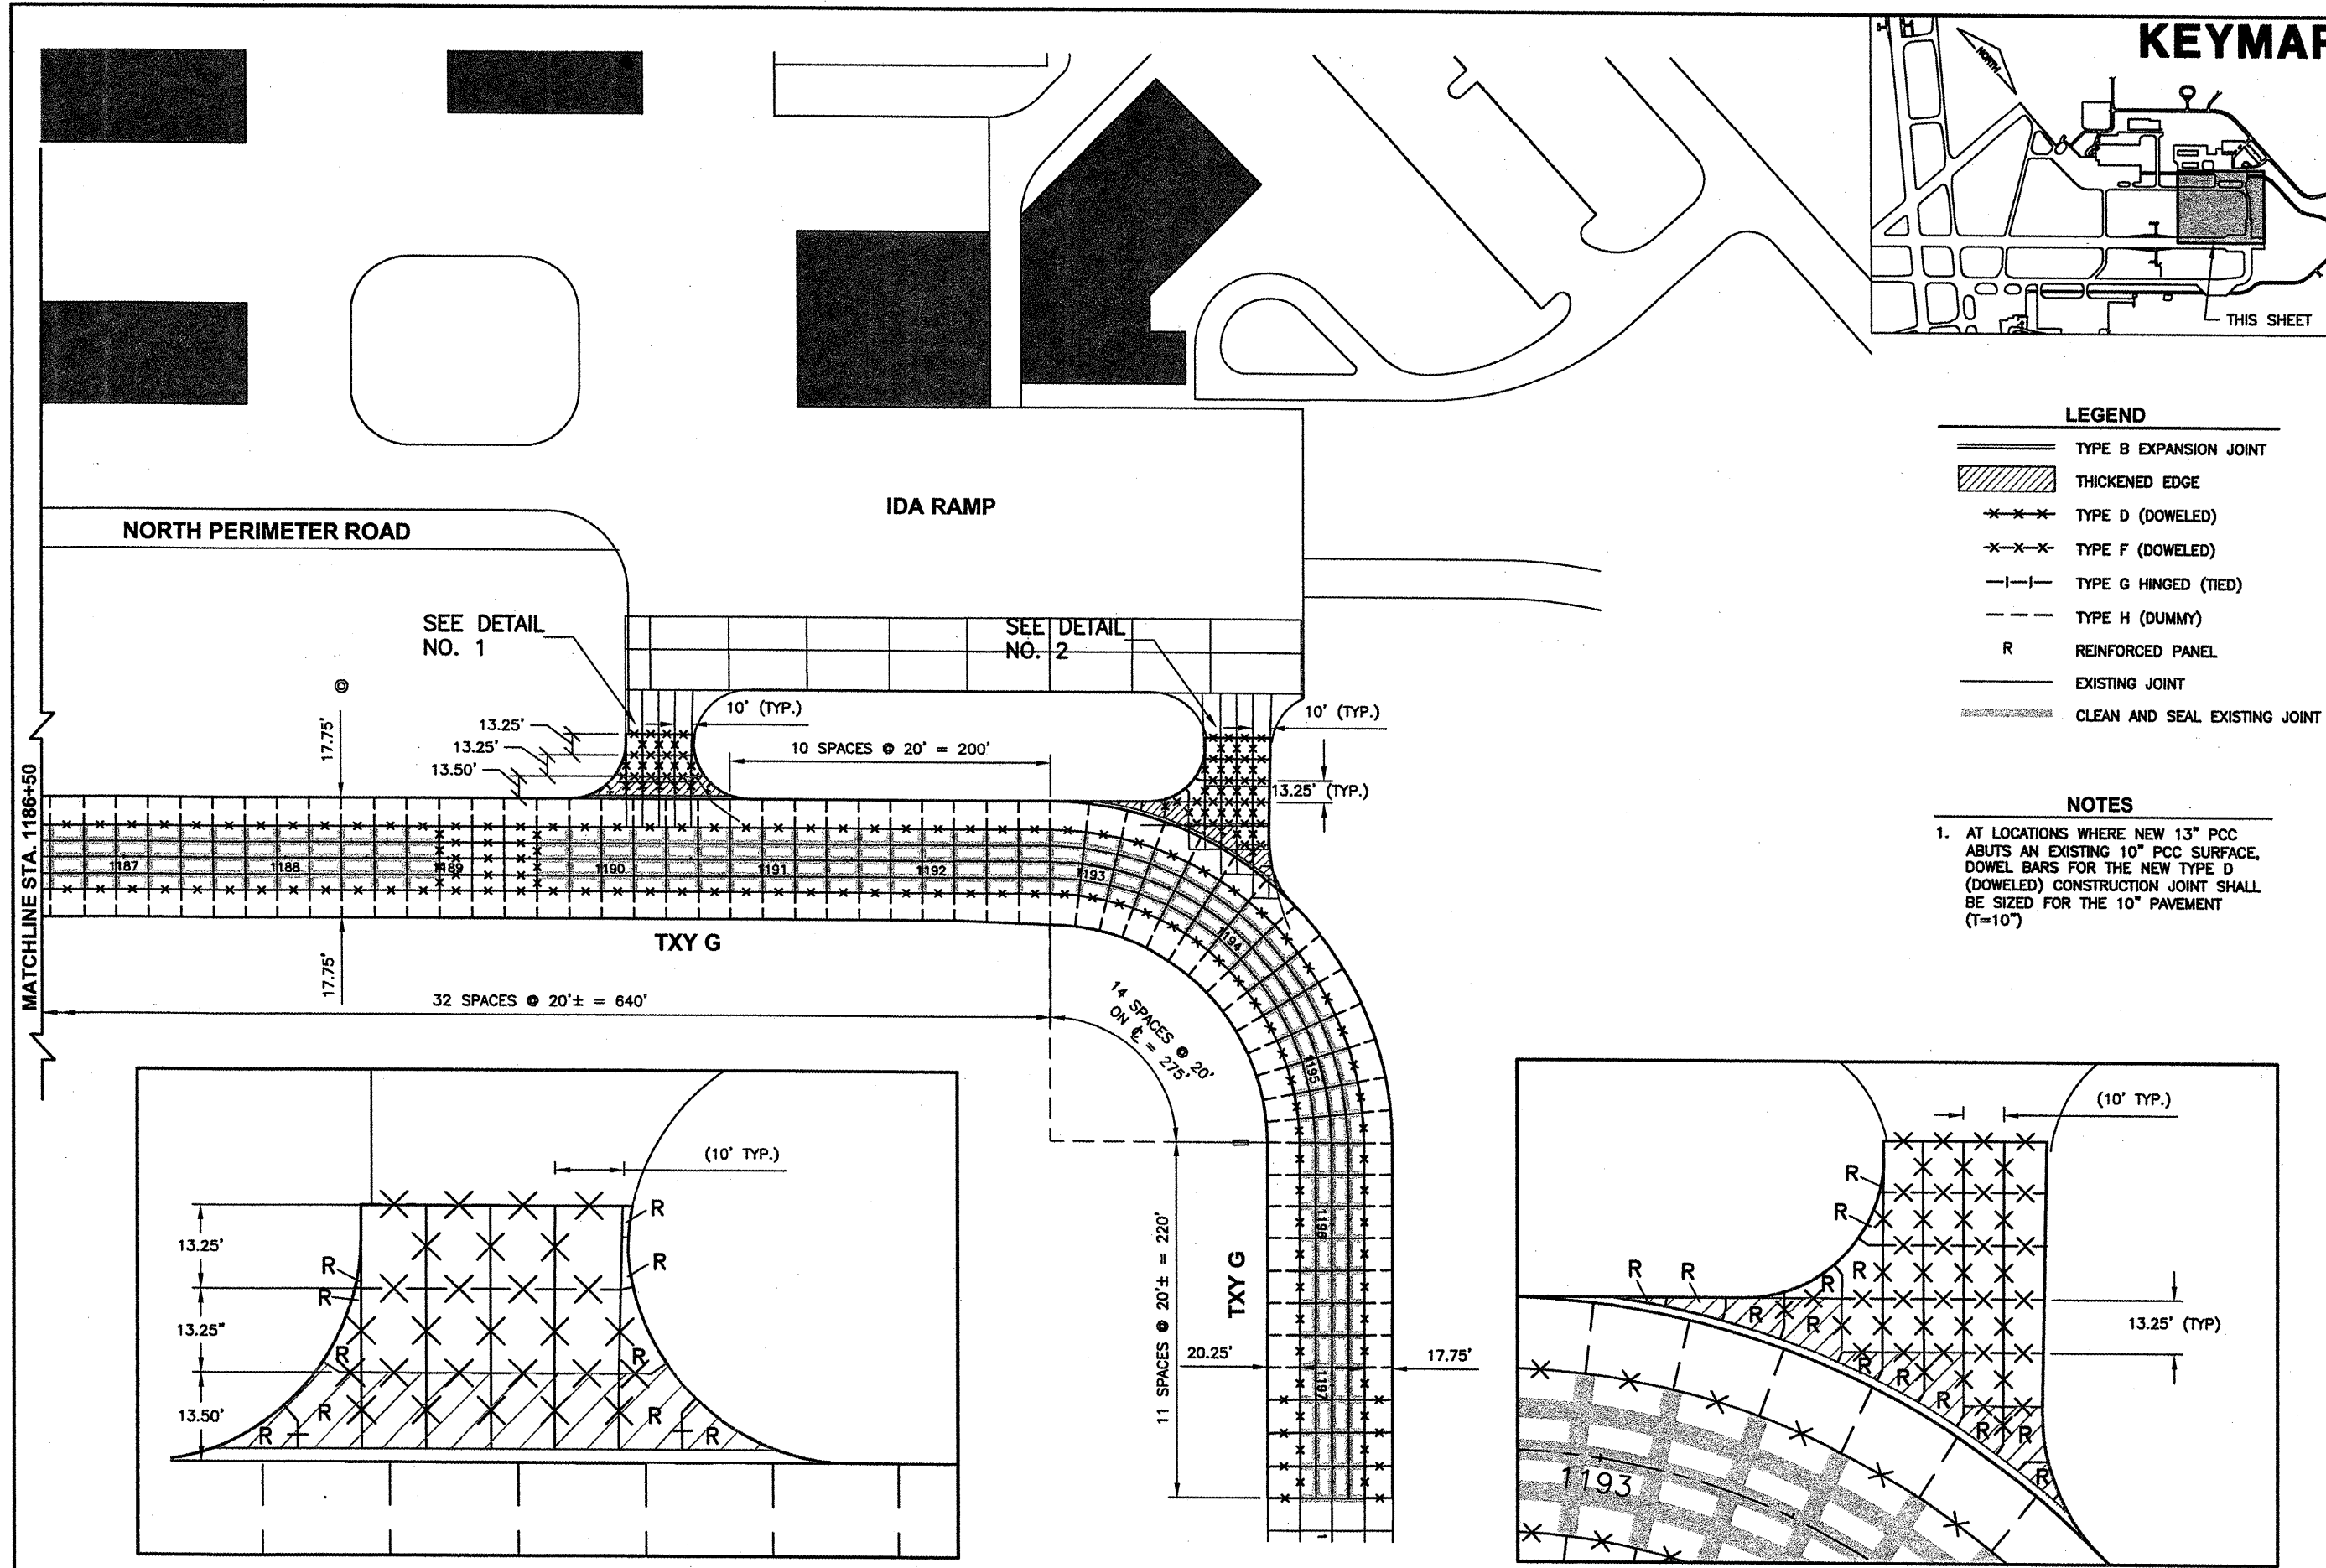 KEYMAP
NORTH
THIS SHEET
LEGEND
TYPE B EXPANSION JOINT
THICKENED EDGE
TYPE D (DOWELED)
TYPE F (DOWELED)
TYPE G HINGED (TIED)
TYPE H (DUMMY)
R REINFORCED PANEL
EXISTING JOINT
CLEAN AND SEAL EXISTING JOINT
NOTES
1. AT LOCATIONS WHERE NEW 13" PCC
ABUTS AN EXISTING 10" PCC SURFACE,
DOWEL BARS FOR THE NEW TYPE D
(DOWELED) CONSTRUCTION JOINT SHALL
BE SIZED FOR THE 10" PAVEMENT
(T=10")
IDA RAMP
NORTH PERIMETER ROAD
SEE DETAIL
NO. 1
SEE DETAIL
NO. 2
10' (TYP.)
10' (TYP.)
13.25'
13.25'
13.50'
10 SPACES @ 20' = 200'
13.25' (TYP.)
17.75'
MATCHLINE STA. 1186+50
1187
1188
1189
1190
1191
1192
1193
1194
1195
1196
1197
17.75'
TXY G
32 SPACES @ 20'± = 640'
14 SPACES @ 20'
ON ℄ = 275'
11 SPACES @ 20'± = 220'
TXY G
20.25'
17.75'
(10' TYP.)
13.25'
13.25"
13.50'
R
R
R
R
R
R
R
R
R
R
(10' TYP.)
R
R
R
R
R
R
R
R
R
R
R
R
R
R
13.25' (TYP)
1193